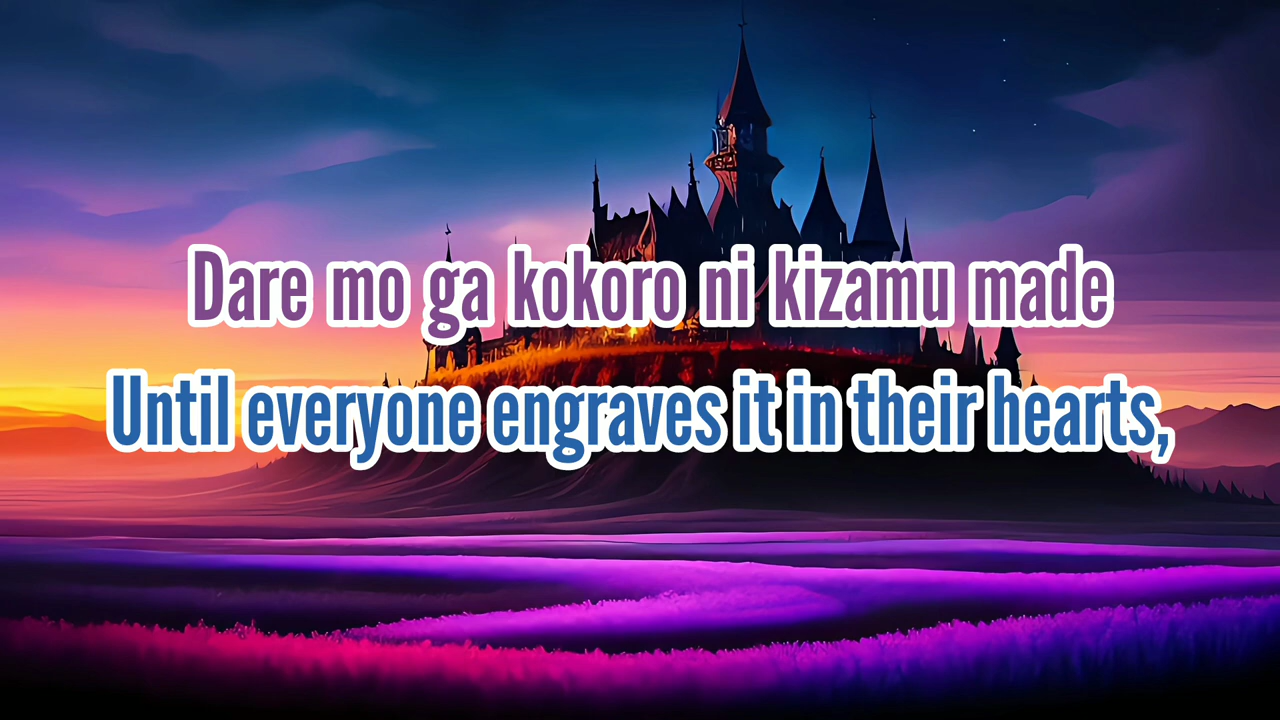 Dare mo ga kokoro ni kizamu made
Until everyone engraves it in their hearts,